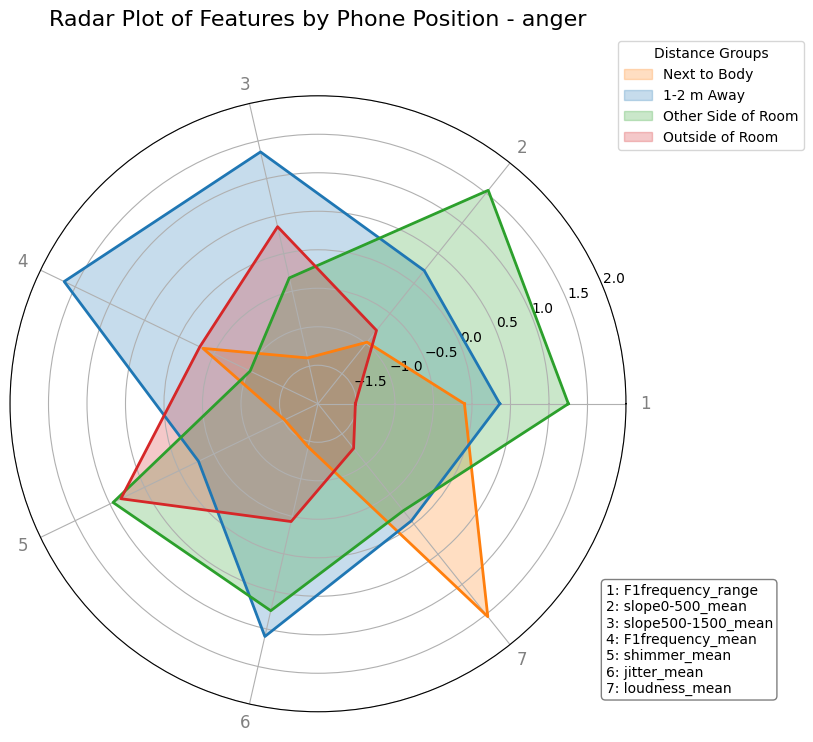 Radar Plot of Features by Phone Position - anger
Distance Groups
Next to Body
1-2 m Away
Other Side of Room
Outside of Room
3
2
4
2.0
1.5
1.0
0.5
0.0
−0.5
−1.0
−1.5
1
5
6
7
1: F1frequency_range
2: slope0-500_mean
3: slope500-1500_mean
4: F1frequency_mean
5: shimmer_mean
6: jitter_mean
7: loudness_mean